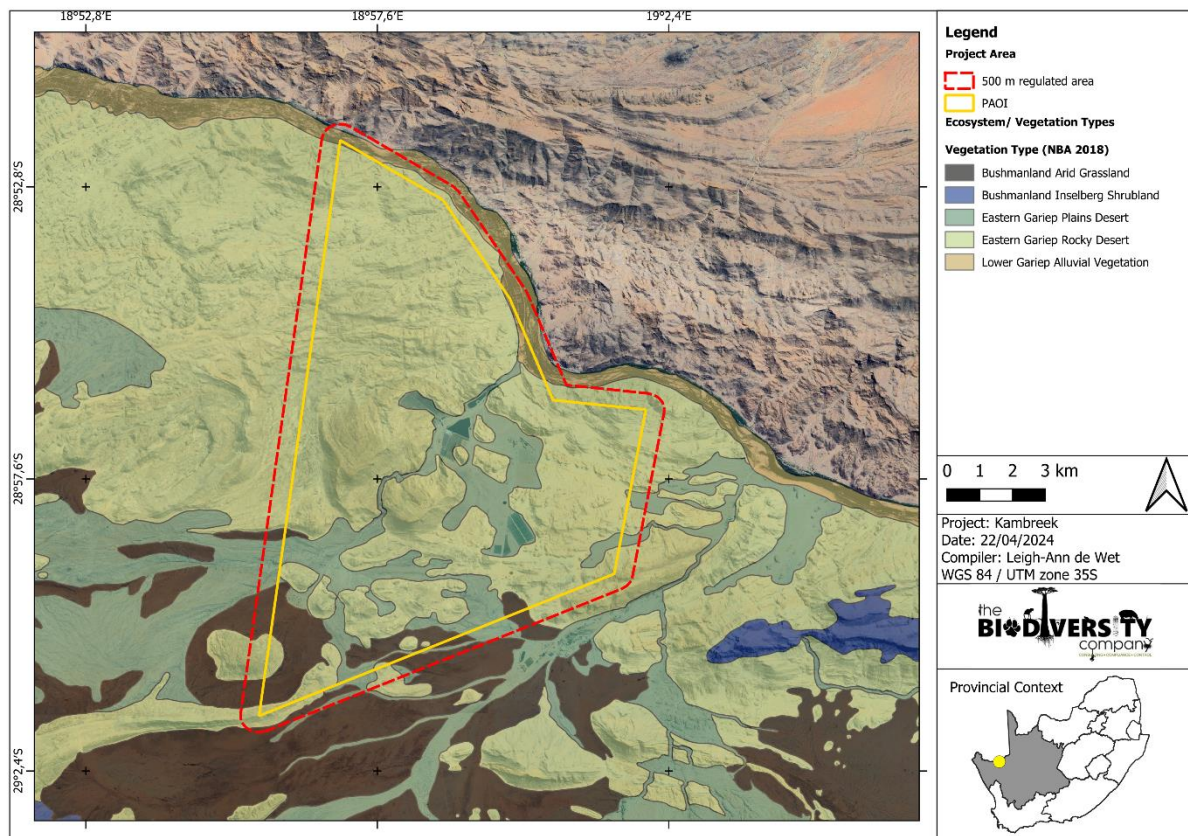 18°52,8'E
18°57,6'E
19°2,4'E
28°52,8'S
28°57,6'S
29°2,4'S
Legend
Project Area
500 m regulated area
PAOI
Ecosystem/ Vegetation Types
Vegetation Type (NBA 2018)
Bushmanland Arid Grassland
Bushmanland Inselberg Shrubland
Eastern Gariep Plains Desert
Eastern Gariep Rocky Desert
Lower Gariep Alluvial Vegetation
0 1 2 3 km
Project: Kambreek
Date: 22/04/2024
Compiler: Leigh-Ann de Wet
WGS 84 / UTM zone 35S
the
BIODIVERSITY
company
Provincial Context